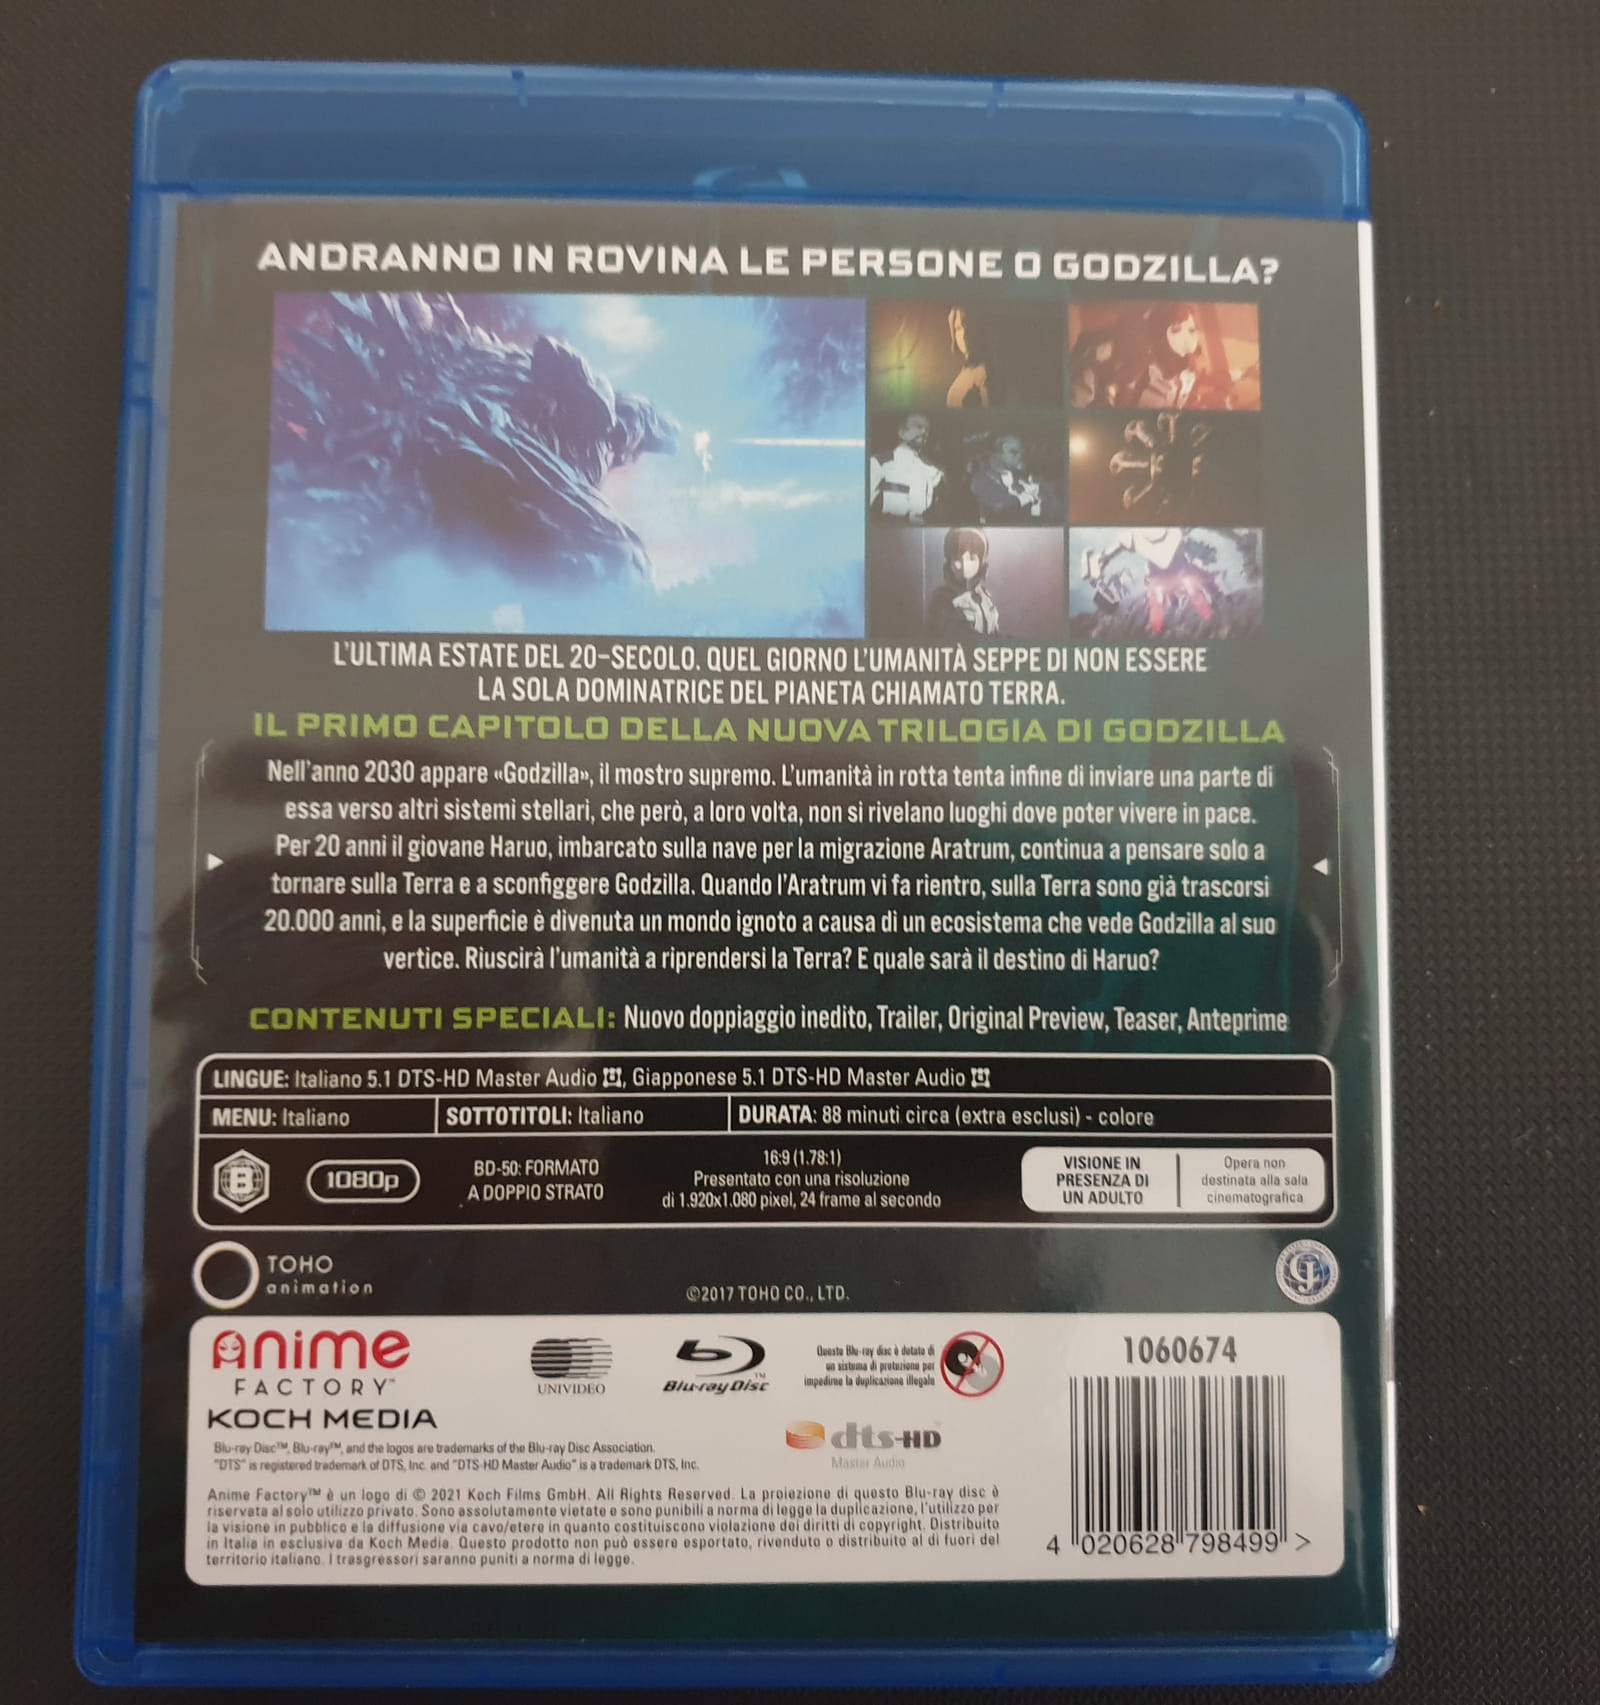 ANDRANNO IN ROVINA LE PERSONE O GODZILLA?
L'ULTIMA ESTATE DEL 20-SECOLO. QUEL GIORNO L'UMANITÀ SEPPE DI NON ESSERE
LA SOLA DOMINATRICE DEL PIANETA CHIAMATO TERRA.
IL PRIMO CAPITOLO DELLA NUOVA TRILOGIA DI GODZILLA
Nell'anno 2030 appare «Godzilla», il mostro supremo. L'umanità in rotta tenta infine di inviare una parte di
essa verso altri sistemi stellari, che però, a loro volta, non si rivelano luoghi dove poter vivere in pace.
Per 20 anni il giovane Haruo, imbarcato sulla nave per la migrazione Aratrum, continua a pensare solo a
tornare sulla Terra e a sconfiggere Godzilla. Quando l'Aratrum vi fa rientro, sulla Terra sono già trascorsi
20.000 anni, e la superficie è divenuta un mondo ignoto a causa di un ecosistema che vede Godzilla al suo
vertice. Riuscirà l'umanità a riprendersi la Terra? E quale sarà il destino di Haruo?
CONTENUTI SPECIALI: Nuovo doppiaggio inedito, Trailer, Original Preview, Teaser, Anteprime
LINGUE: Italiano 5.1 DTS-HD Master Audio, Giapponese 5.1 DTS-HD Master Audio
MENU: Italiano
SOTTOTITOLI: Italiano
DURATA: 88 minuti circa (extra esclusi) - colore
B
1080p
BD-50: FORMATO
A DOPPIO STRATO
16:9 (1.78:1)
Presentato con una risoluzione
di 1.920x1.080 pixel, 24 frame al secondo
VISIONE IN
PRESENZA DI
UN ADULTO
Opera non
destinata alla sala
cinematografica
TOHO
animation
©2017 TOHO CO., LTD.
G
anime
FACTORY™
KOCH MEDIA
UNIVIDEO
Blu-ray Disc™
Questo Blu-ray disc è dotato di
un sistema di protezione per
impedirne la duplicazione illegale
dts-HD
Master Audio
1060674
Blu-ray Disc™, Blu-ray™, and the logos are trademarks of the Blu-ray Disc Association.
"DTS" is registered trademark of DTS, Inc. and "DTS-HD Master Audio" is a trademark DTS, Inc.
Anime Factory™ è un logo di © 2021 Koch Films GmbH. All Rights Reserved. La proiezione di questo Blu-ray disc è
riservata al solo utilizzo privato. Sono assolutamente vietate e sono punibili a norma di legge la duplicazione, l'utilizzo per
la visione in pubblico e la diffusione via cavo/etere in quanto costituiscono violazione dei diritti di copyright. Distribuito
in Italia in esclusiva da Koch Media. Questo prodotto non può essere esportato, rivenduto o distribuito al di fuori del
territorio italiano. I trasgressori saranno puniti a norma di legge.
4 020628 798499 >